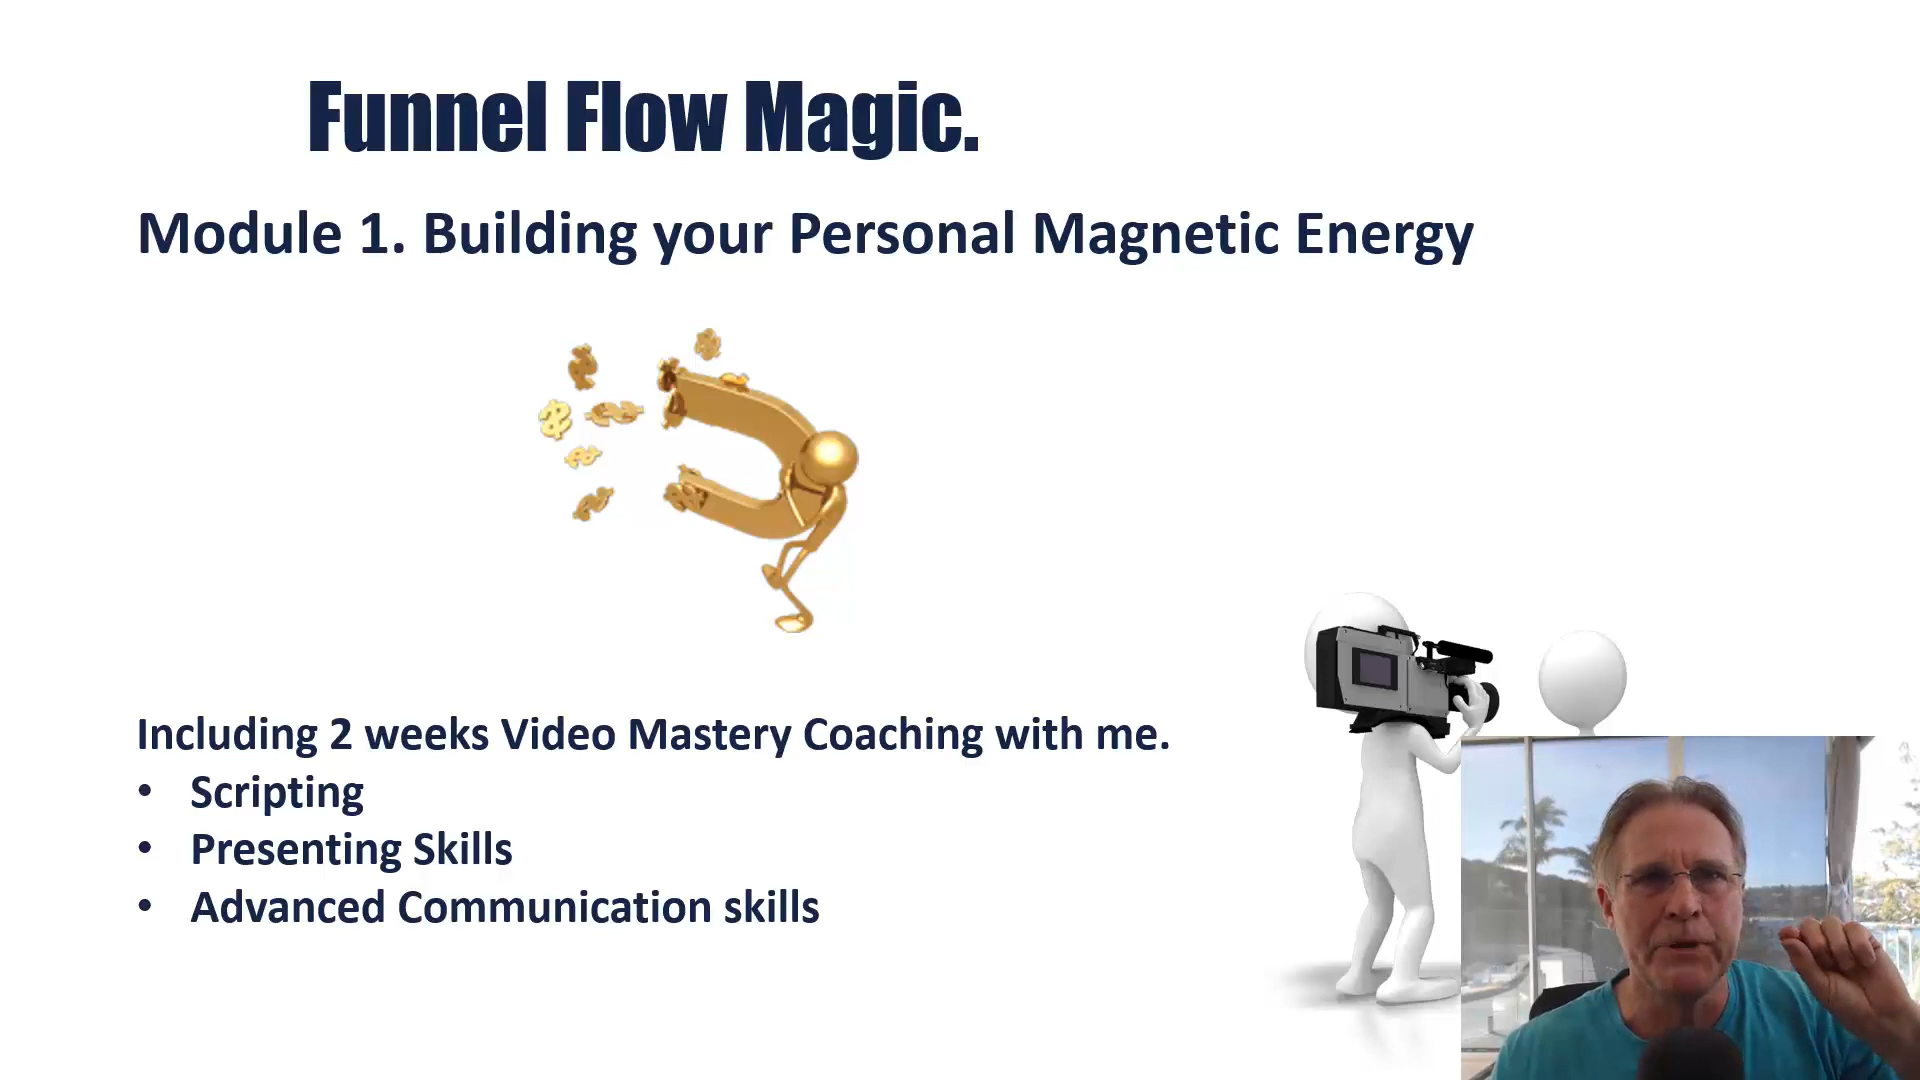 Funnel Flow Magic.
Module 1. Building your Personal Magnetic Energy
Including 2 weeks Video Mastery Coaching with me.
• Scripting
• Presenting Skills
• Advanced Communication skills